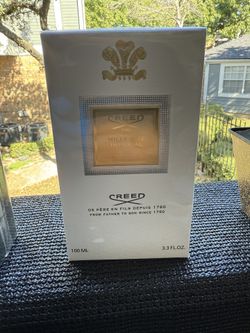 CREED
CREED
DE PÈRE EN FILS DEPUIS 1760
FROM FATHER TO SON SINCE 1760
100 ML
3.3 FL.OZ.